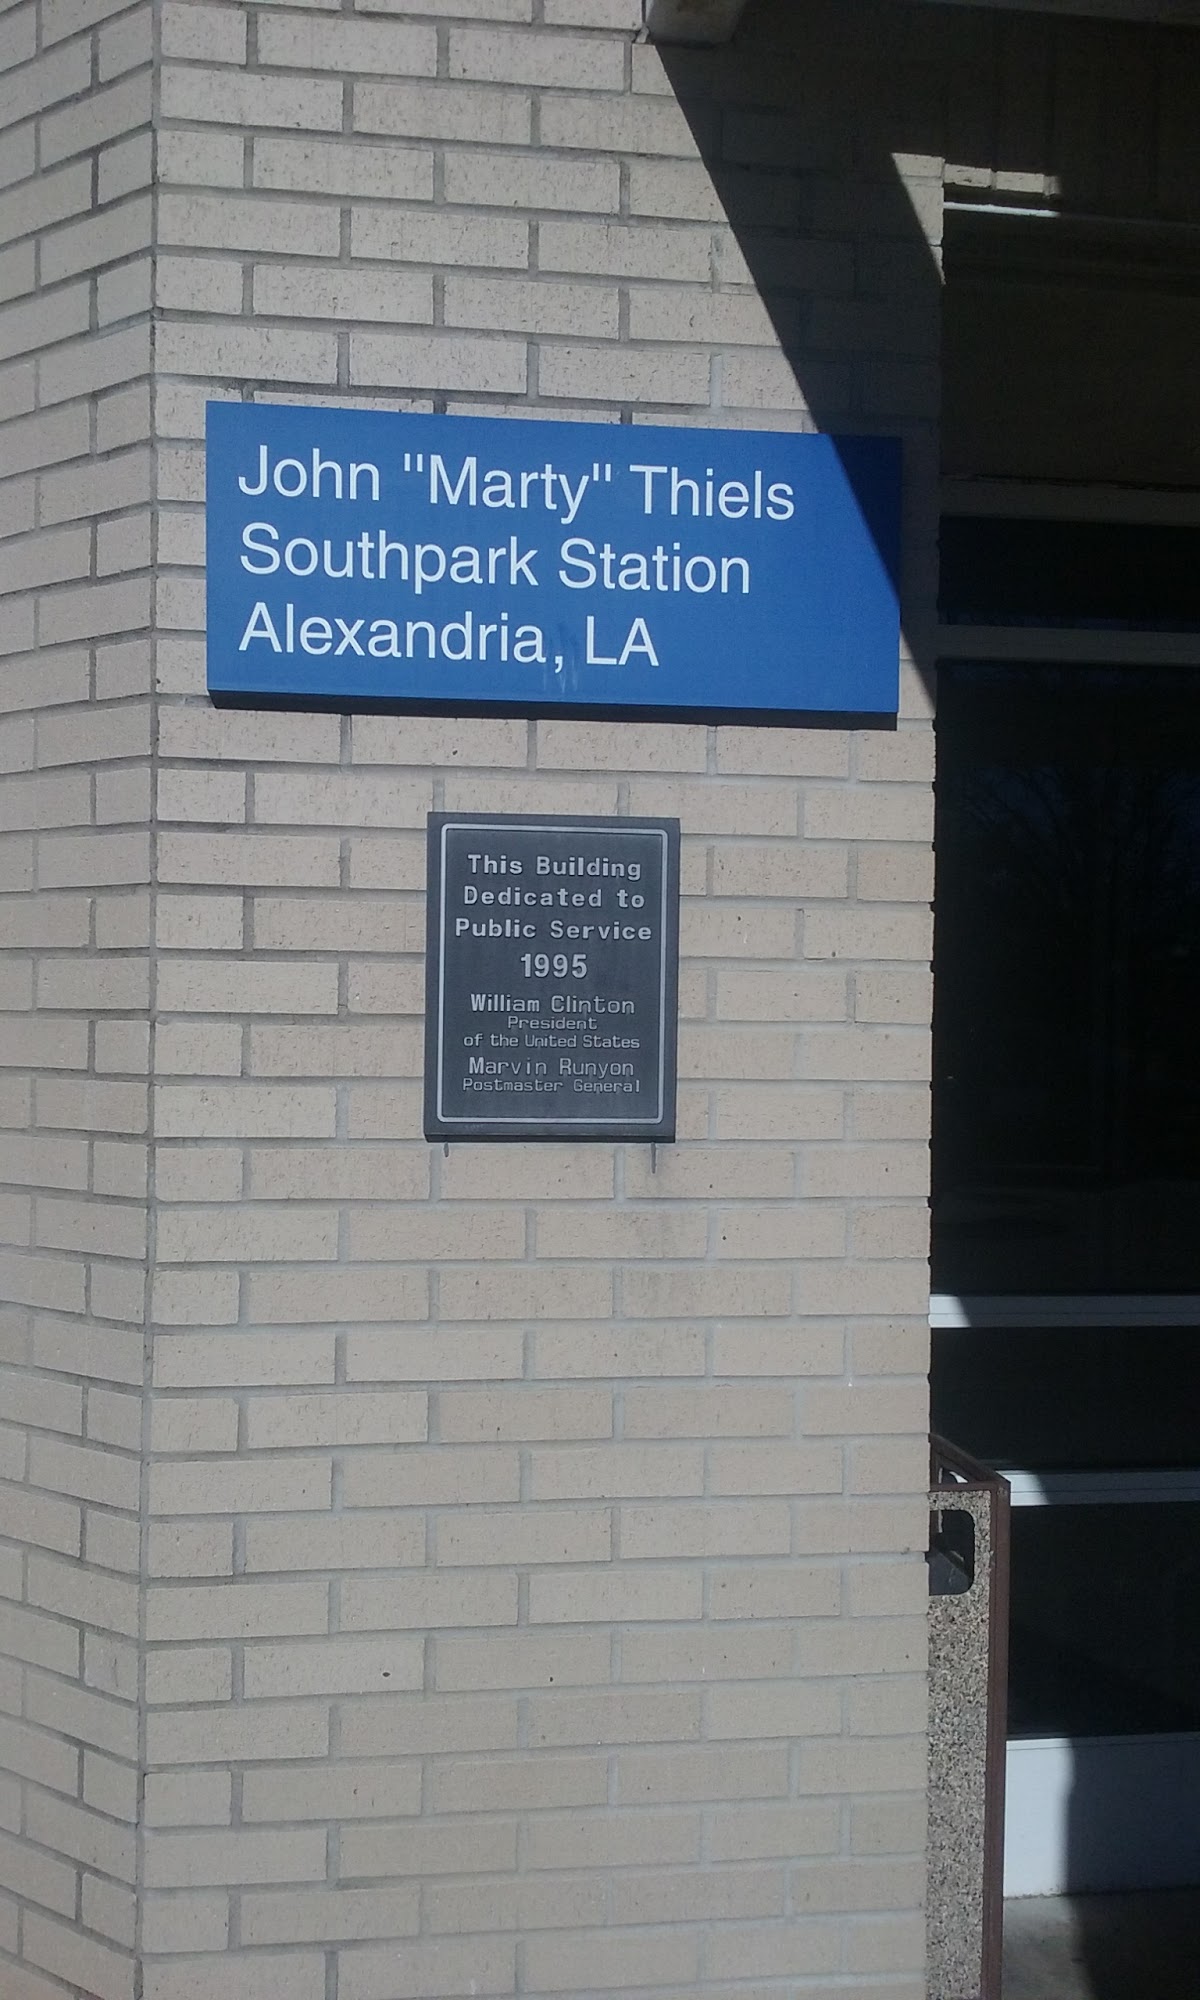 John "Marty" Thiels
Southpark Station
Alexandria, LA
This Building
Dedicated to
Public Service
1995
William Clinton
President
of the United States
Marvin Runyon
Postmaster General